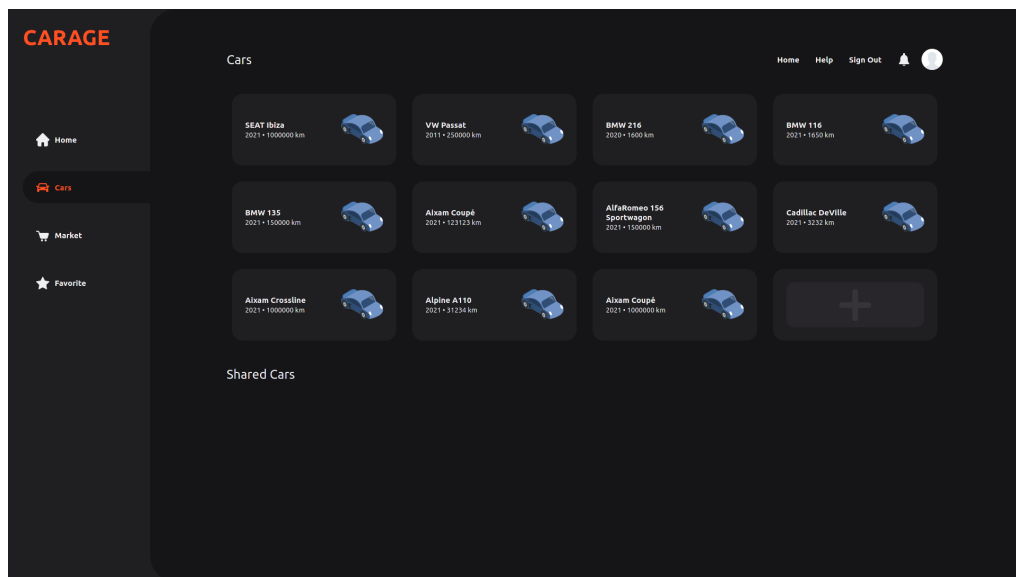 CARAGE
Home
Cars
Market
Favorite
Cars
Home Help Sign Out
SEAT Ibiza
2021 • 1000000 km
VW Passat
2011 • 250000 km
BMW 216
2020 • 1600 km
BMW 116
2021 • 1650 km
BMW 135
2021 • 150000 km
Aixam Coupé
2021 • 123123 km
AlfaRomeo 156
Sportwagon
2021 • 150000 km
Cadillac DeVille
2021 • 3232 km
Aixam Crossline
2021 • 1000000 km
Alpine A110
2021 • 31234 km
Aixam Coupé
2021 • 1000000 km
Shared Cars